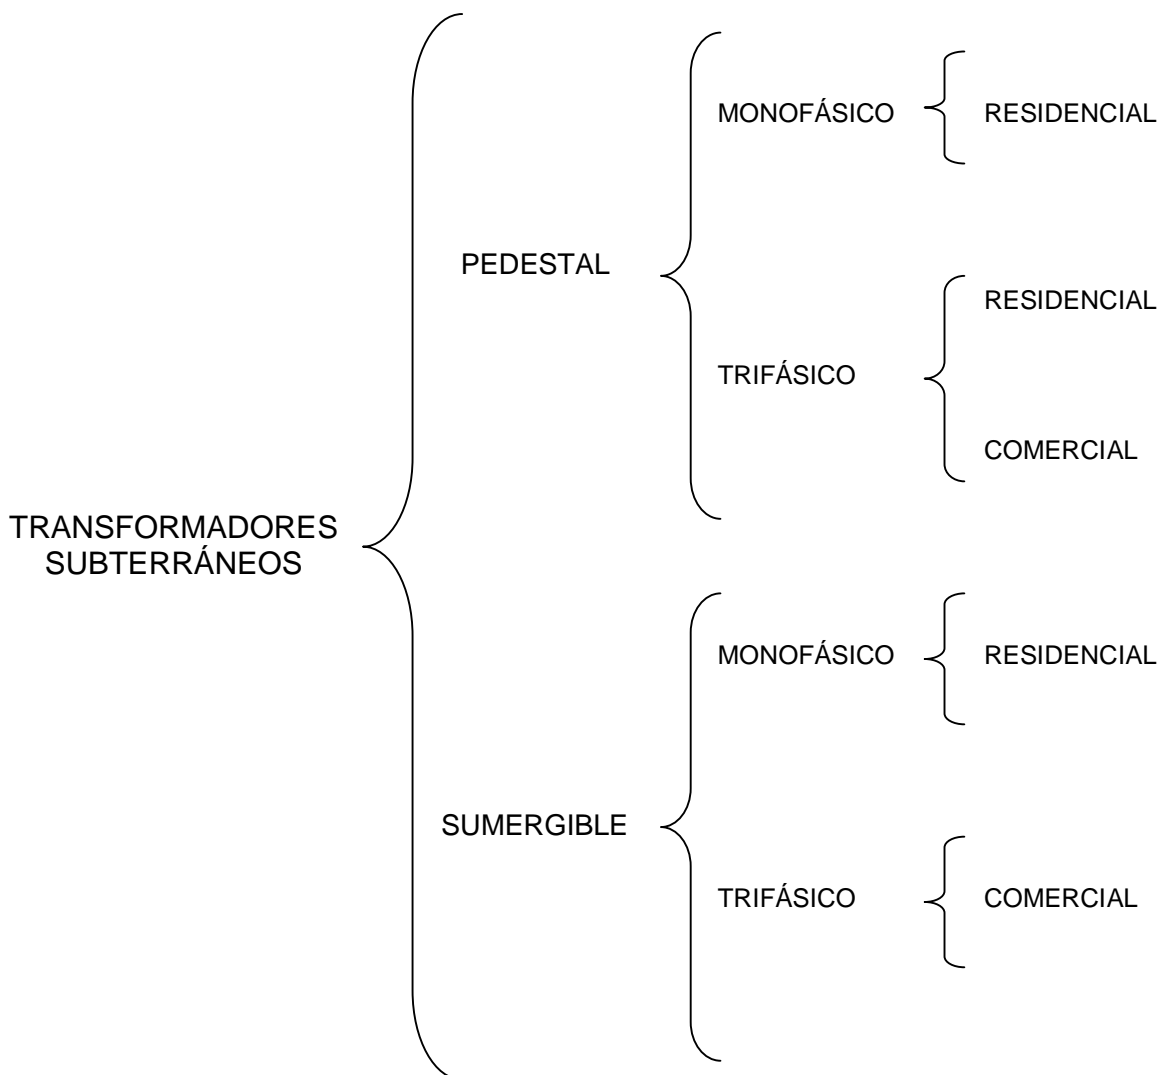 TRANSFORMADORES
SUBTERRÁNEOS
PEDESTAL
MONOFÁSICO
RESIDENCIAL
TRIFÁSICO
RESIDENCIAL
COMERCIAL
SUMERGIBLE
MONOFÁSICO
RESIDENCIAL
TRIFÁSICO
COMERCIAL